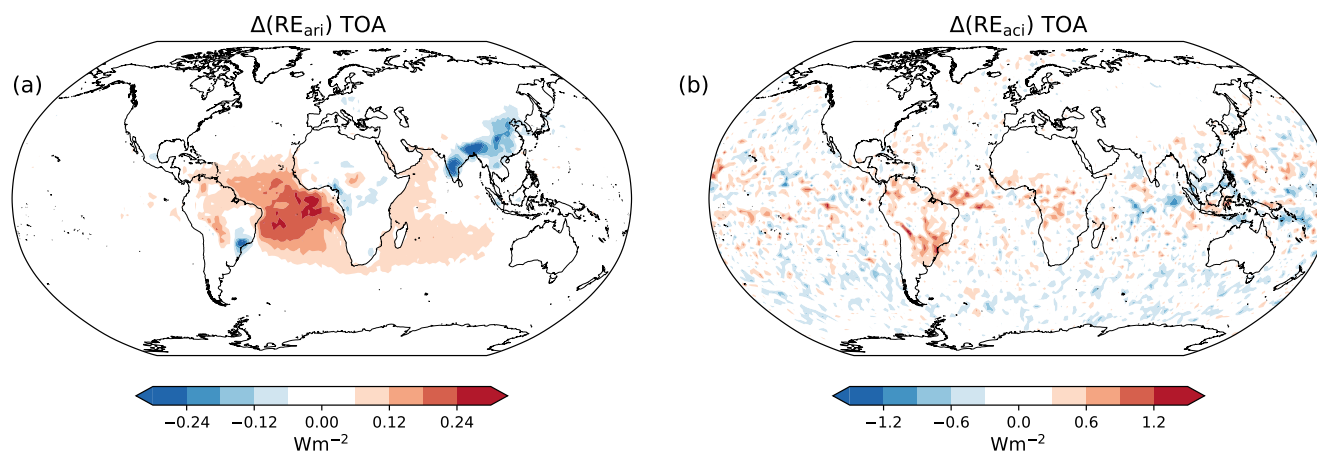 Δ(RE_ari) TOA
(a)
−0.24 −0.12 0.00 0.12 0.24
Wm⁻²
Δ(RE_aci) TOA
(b)
−1.2 −0.6 0.0 0.6 1.2
Wm⁻²